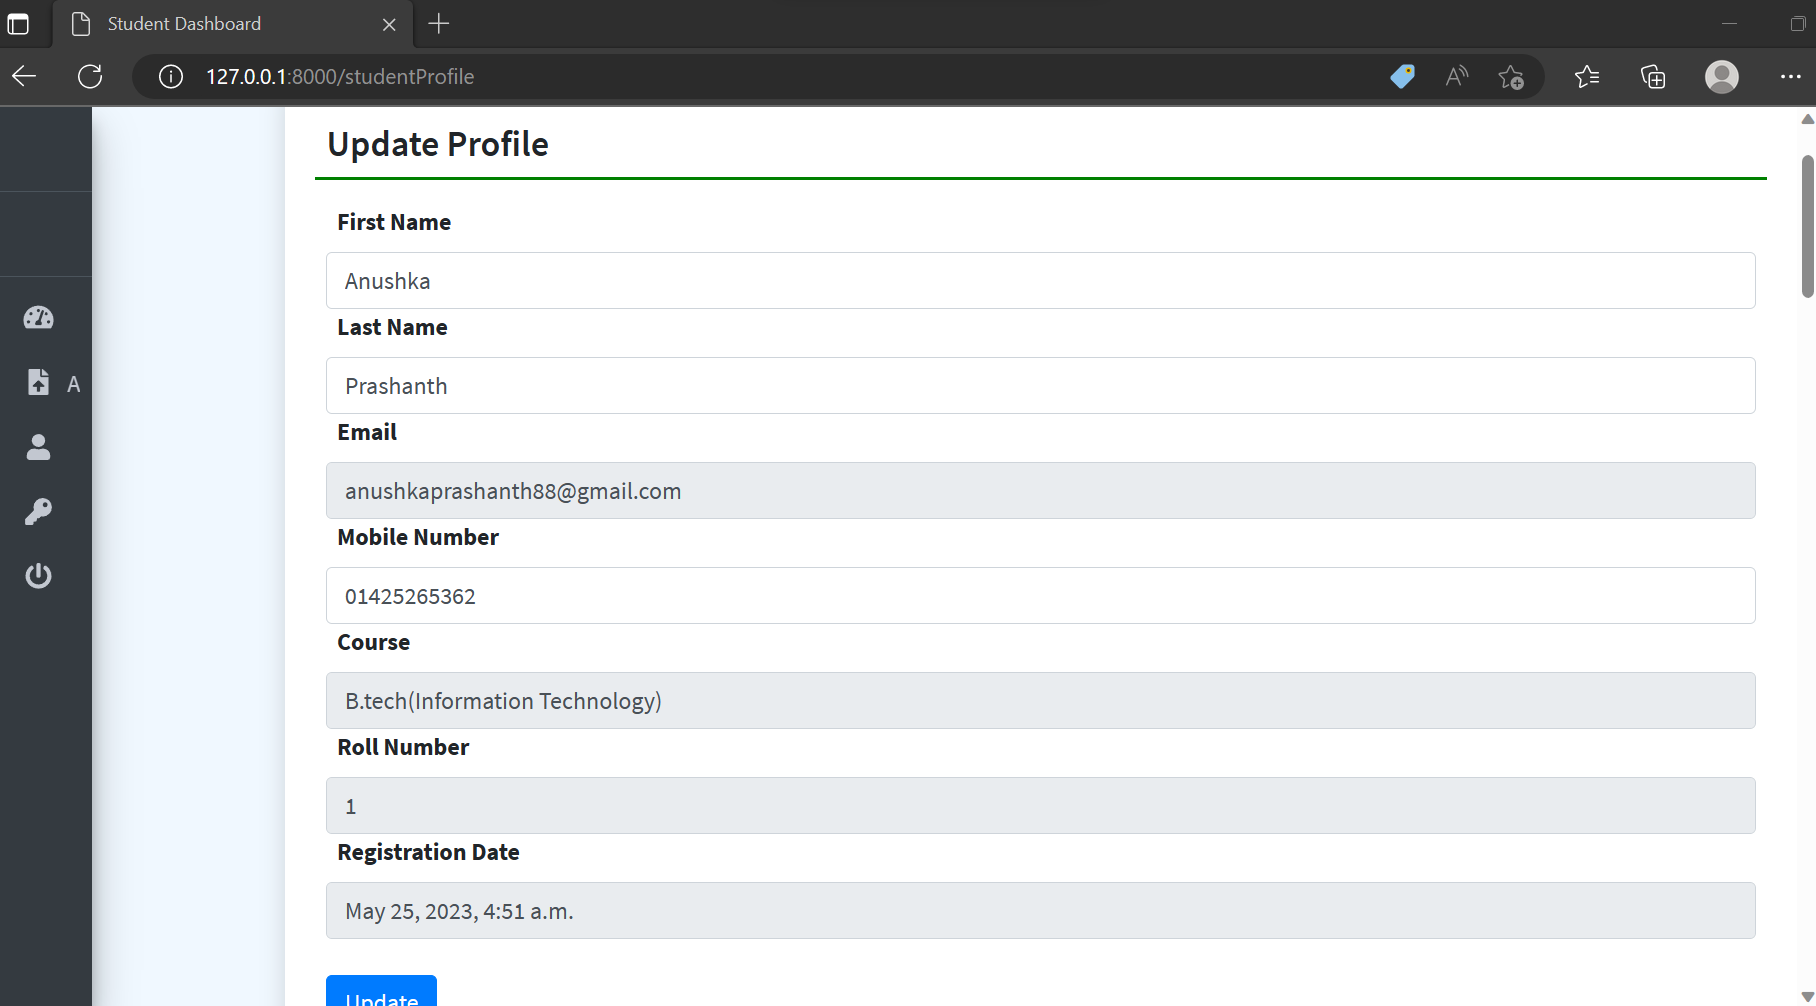 Student Dashboard
127.0.0.1:8000/studentProfile
A
Update Profile
First Name
Anushka
Last Name
Prashanth
Email
anushkaprashanth88@gmail.com
Mobile Number
01425265362
Course
B.tech(Information Technology)
Roll Number
1
Registration Date
May 25, 2023, 4:51 a.m.
Update